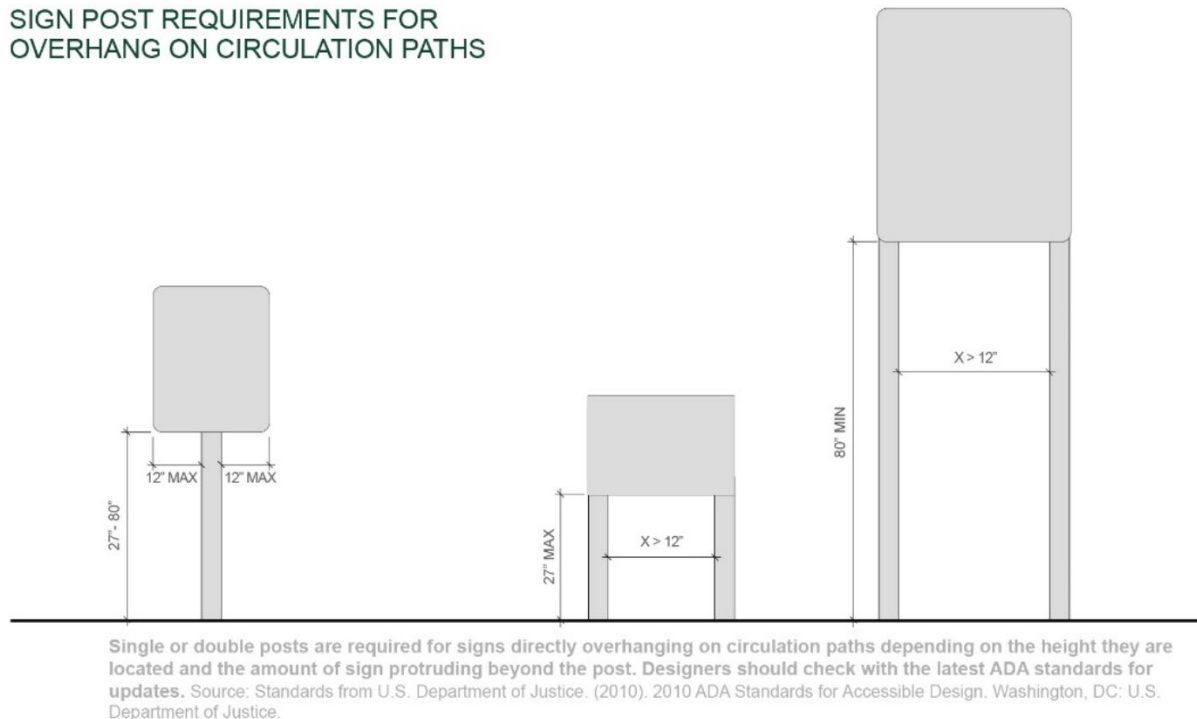 SIGN POST REQUIREMENTS FOR
OVERHANG ON CIRCULATION PATHS
12" MAX
12" MAX
27"- 80"
27" MAX
X > 12"
80" MIN
X > 12"
Single or double posts are required for signs directly overhanging on circulation paths depending on the height they are
located and the amount of sign protruding beyond the post. Designers should check with the latest ADA standards for
updates. Source: Standards from U.S. Department of Justice. (2010). 2010 ADA Standards for Accessible Design. Washington, DC: U.S.
Department of Justice.